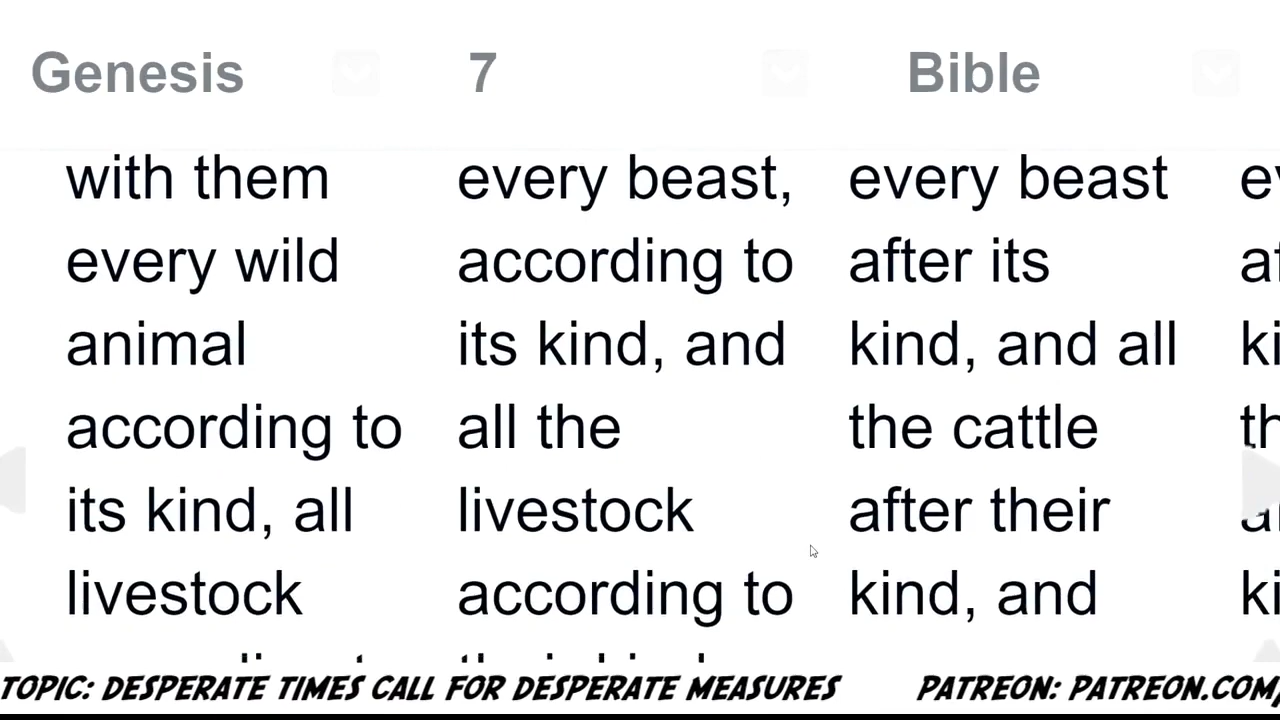 Genesis 7 Bible
with them
every wild
animal
according to
its kind, all
livestock
every beast,
according to
its kind, and
all the
livestock
according to
every beast
after its
kind, and all
the cattle
after their
kind, and
TOPIC: DESPERATE TIMES CALL FOR DESPERATE MEASURES PATREON: PATREON.COM/